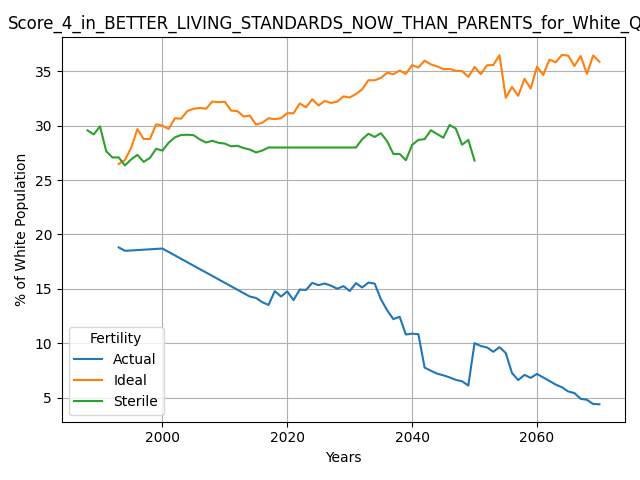 Score_4_in_BETTER_LIVING_STANDARDS_NOW_THAN_PARENTS_for_White_Q
% of White Population
35
30
25
20
15
10
5
Fertility
Actual
Ideal
Sterile
2000 2020 2040 2060
Years